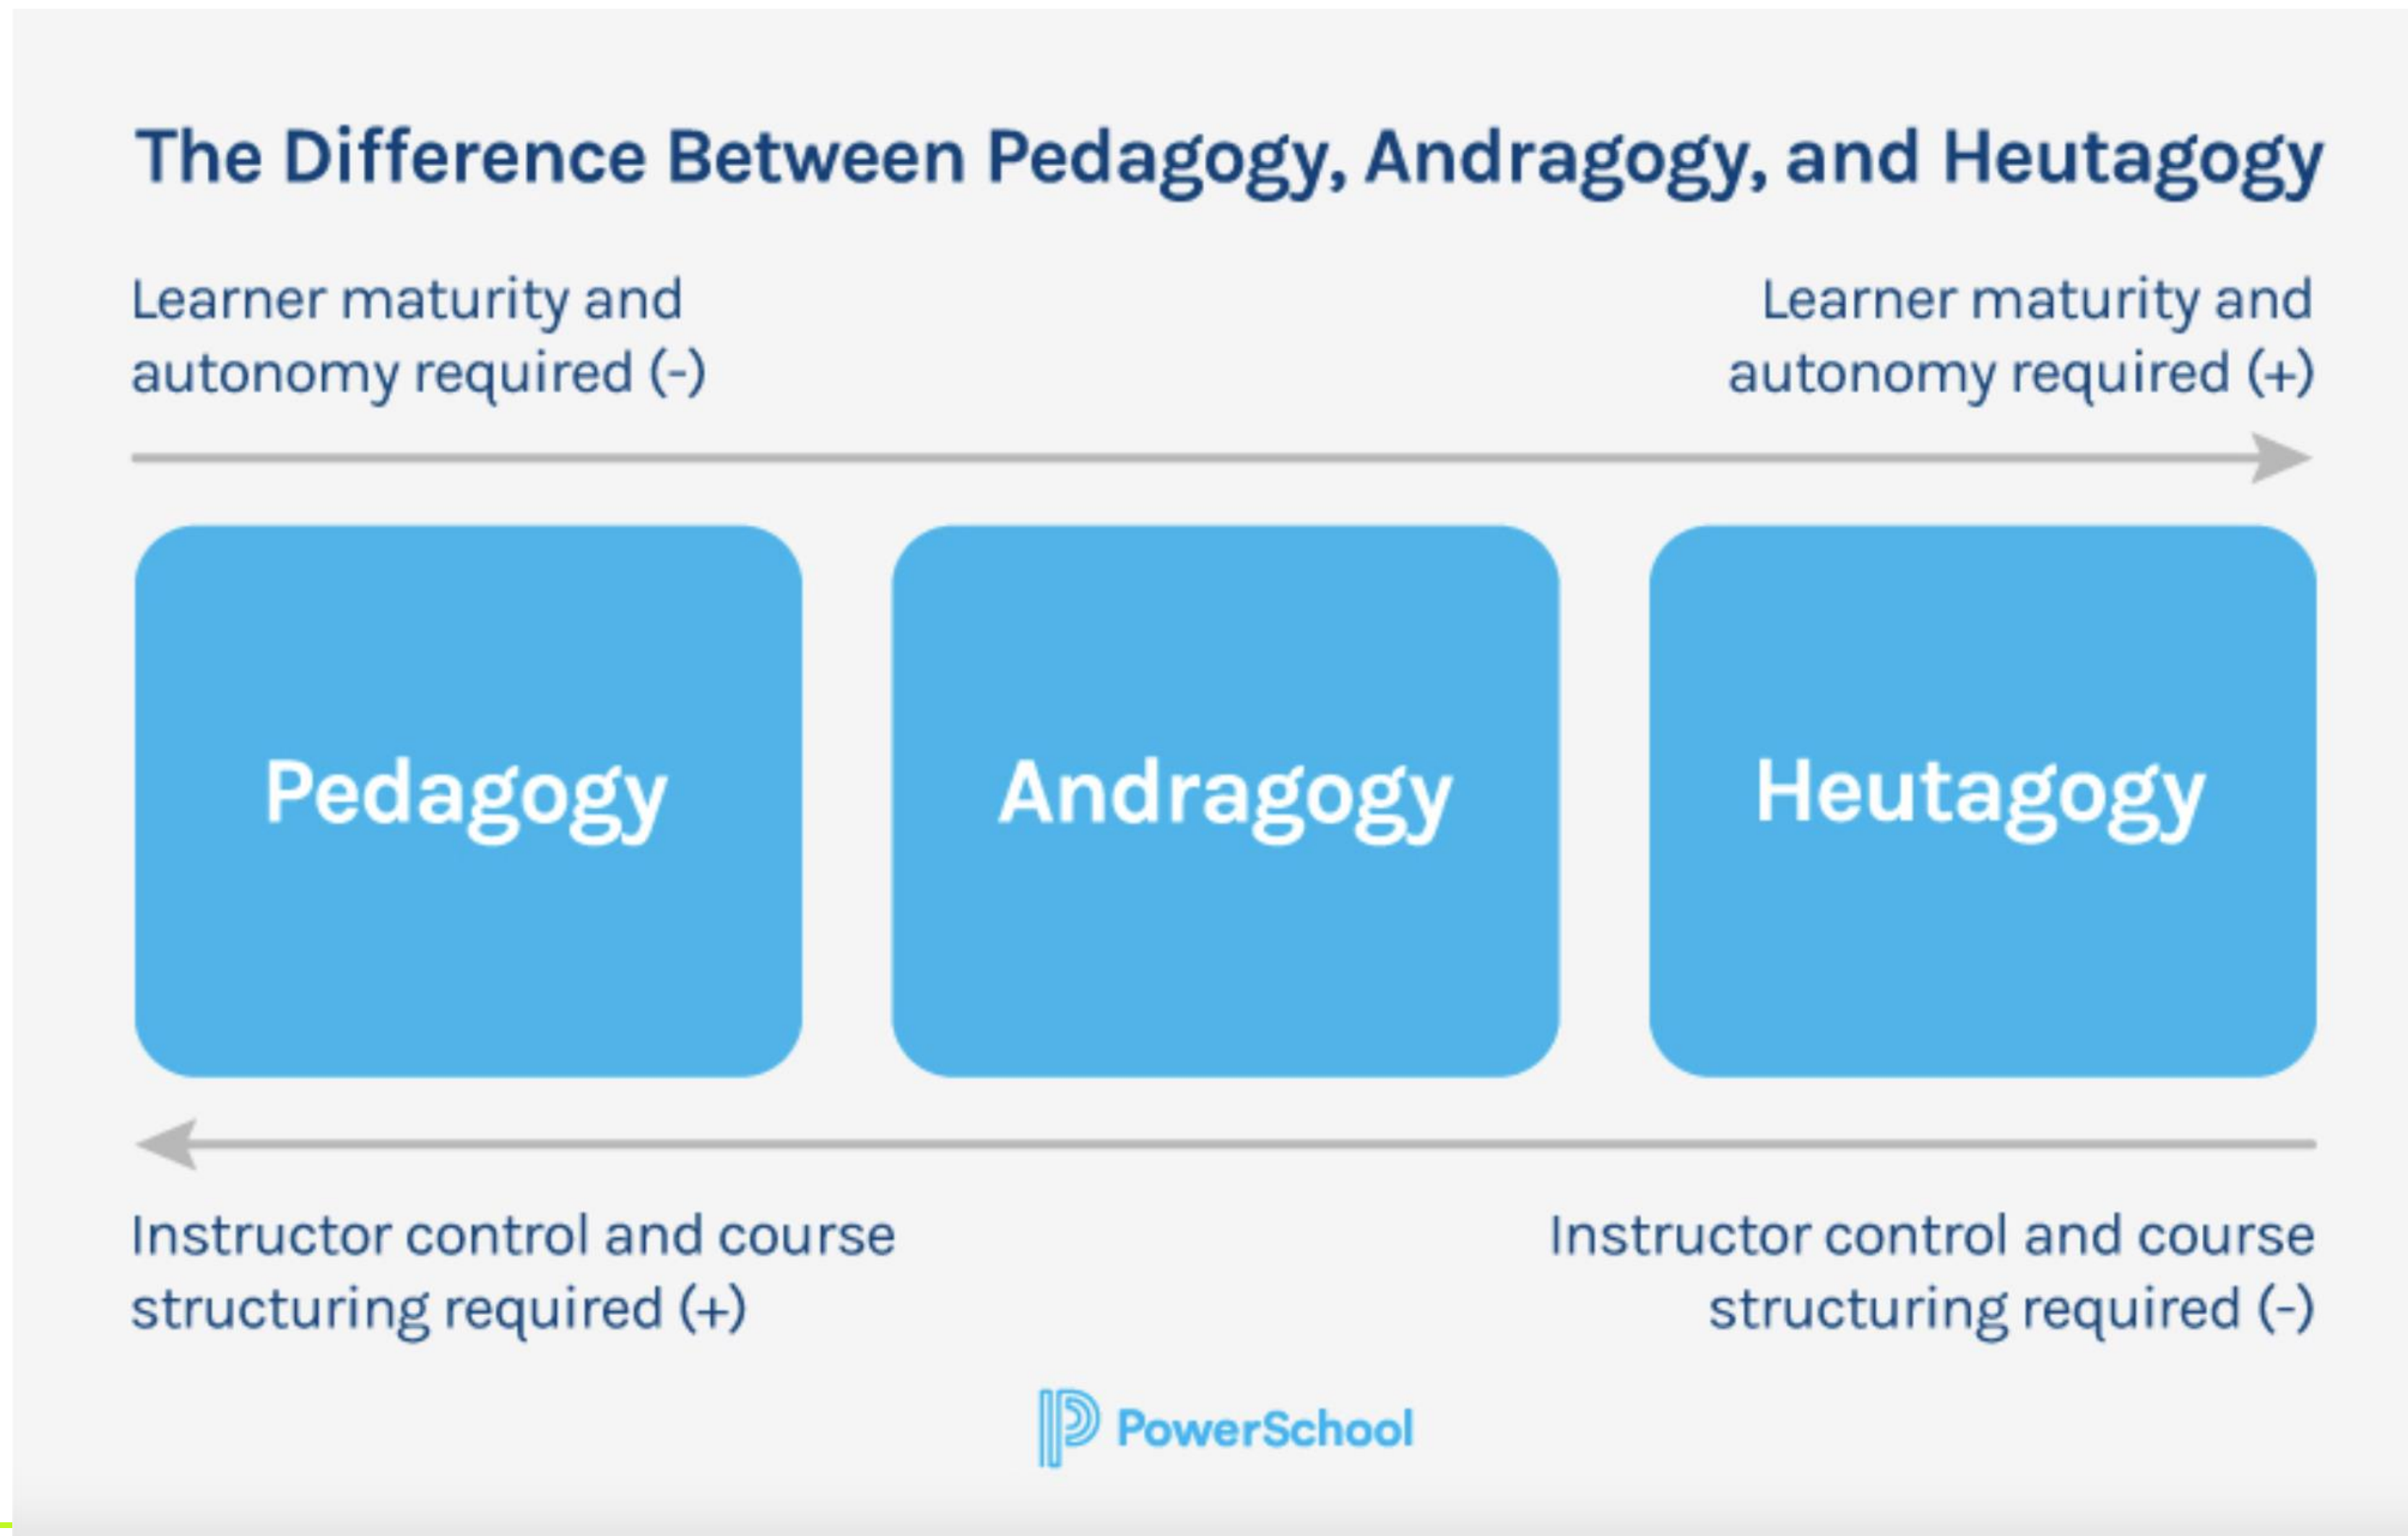 The Difference Between Pedagogy, Andragogy, and Heutagogy
Learner maturity and
autonomy required (-)
Learner maturity and
autonomy required (+)
Pedagogy
Andragogy
Heutagogy
Instructor control and course
structuring required (+)
Instructor control and course
structuring required (-)
PowerSchool